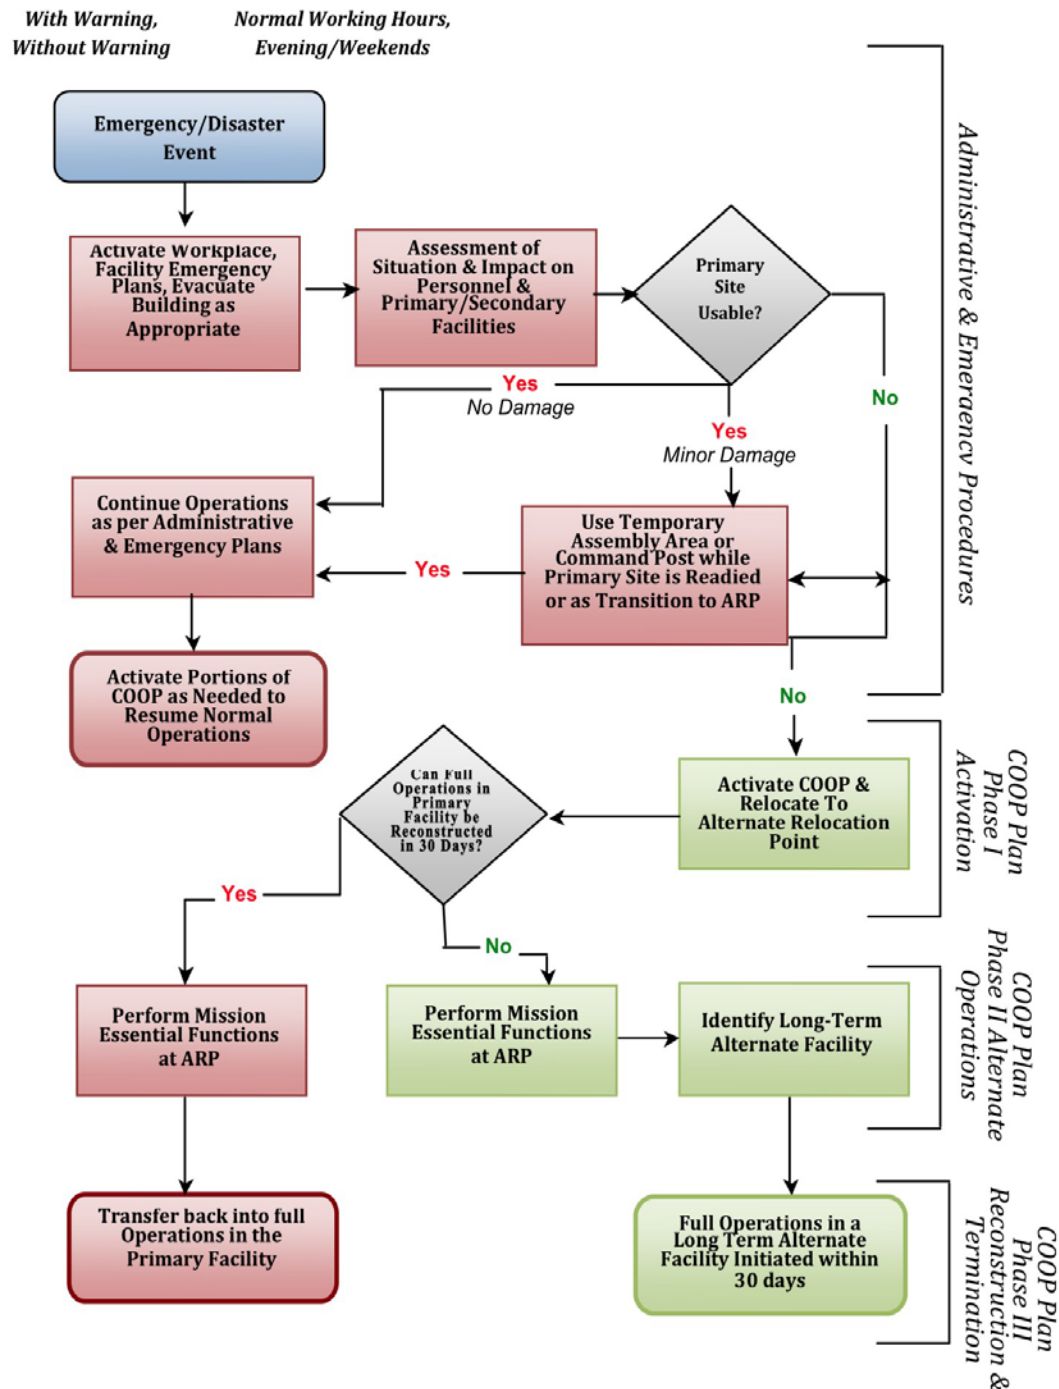 With Warning,
Without Warning
Normal Working Hours,
Evening/Weekends
Emergency/Disaster
Event
Activate Workplace,
Facility Emergency
Plans, Evacuate
Building as
Appropriate
Assessment of
Situation & Impact on
Personnel &
Primary/Secondary
Facilities
Primary
Site
Usable?
Yes
No Damage
Yes
Minor Damage
No
Continue Operations
as per Administrative
& Emergency Plans
Yes
Use Temporary
Assembly Area or
Command Post while
Primary Site is Readied
or as Transition to ARP
Activate Portions of
COOP as Needed to
Resume Normal
Operations
No
Administrative & Emergency Procedures
Can Full
Operations in
Primary
Facility be
Reconstructed
in 30 Days?
Activate COOP &
Relocate To
Alternate Relocation
Point
COOP Plan
Phase I
Activation
Yes
No
Perform Mission
Essential Functions
at ARP
Perform Mission
Essential Functions
at ARP
Identify Long-Term
Alternate Facility
COOP Plan
Phase II Alternate
Operations
Transfer back into full
Operations in the
Primary Facility
Full Operations in a
Long Term Alternate
Facility Initiated within
30 days
COOP Plan
Phase III
Reconstruction &
Termination